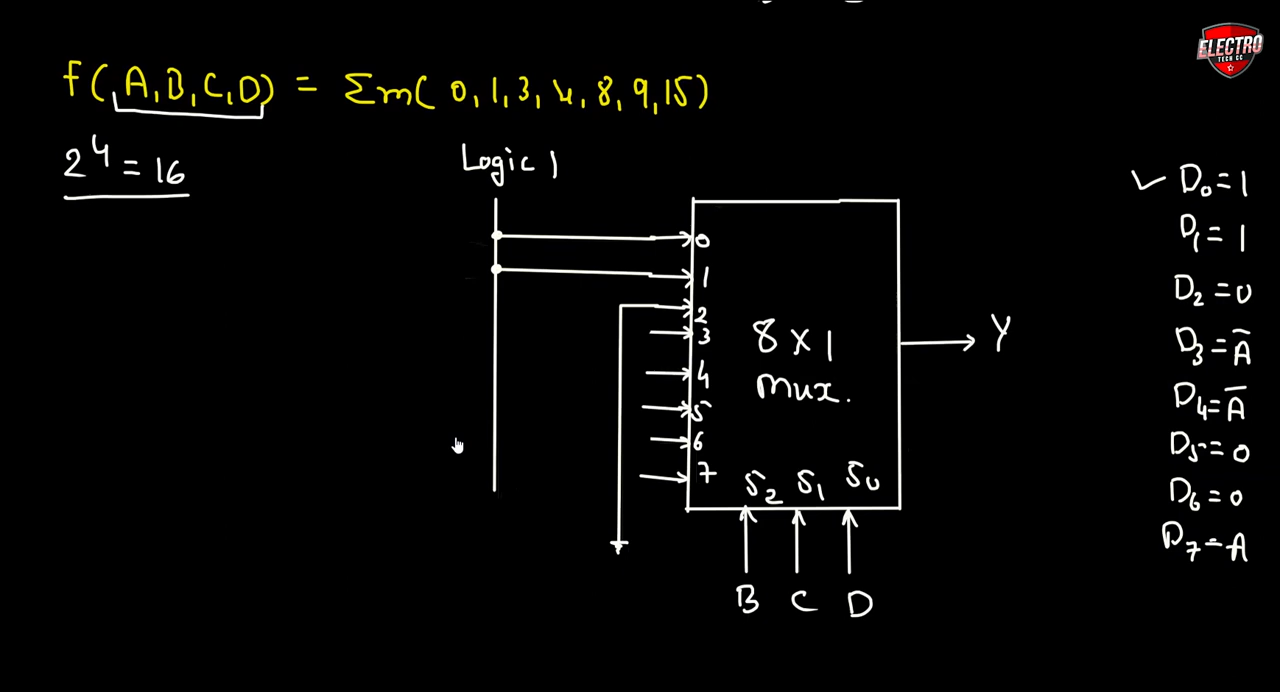 ELECTRO
TECH CC
f(A,B,C,D) = Σm(0,1,3,4,8,9,15)
2⁴ = 16
Logic 1
0
1
2
3
4
5
6
7
8 X 1
mux.
S₂ S₁ S₀
B C D
Y
D₀ = 1
D₁ = 1
D₂ = 0
D₃ = A̅
D₄ = A̅
D₅ = 0
D₆ = 0
D₇ = A